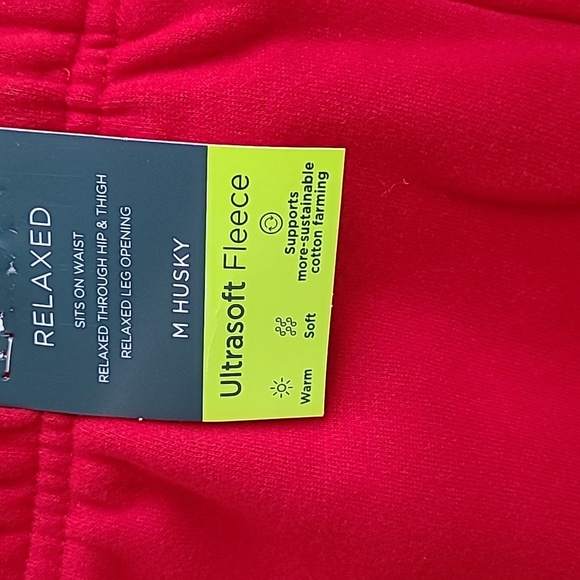 RELAXED
SITS ON WAIST
RELAXED THROUGH HIP & THIGH
RELAXED LEG OPENING
M HUSKY
Ultrasoft Fleece
Warm
Soft
Supports
more-sustainable
cotton farming